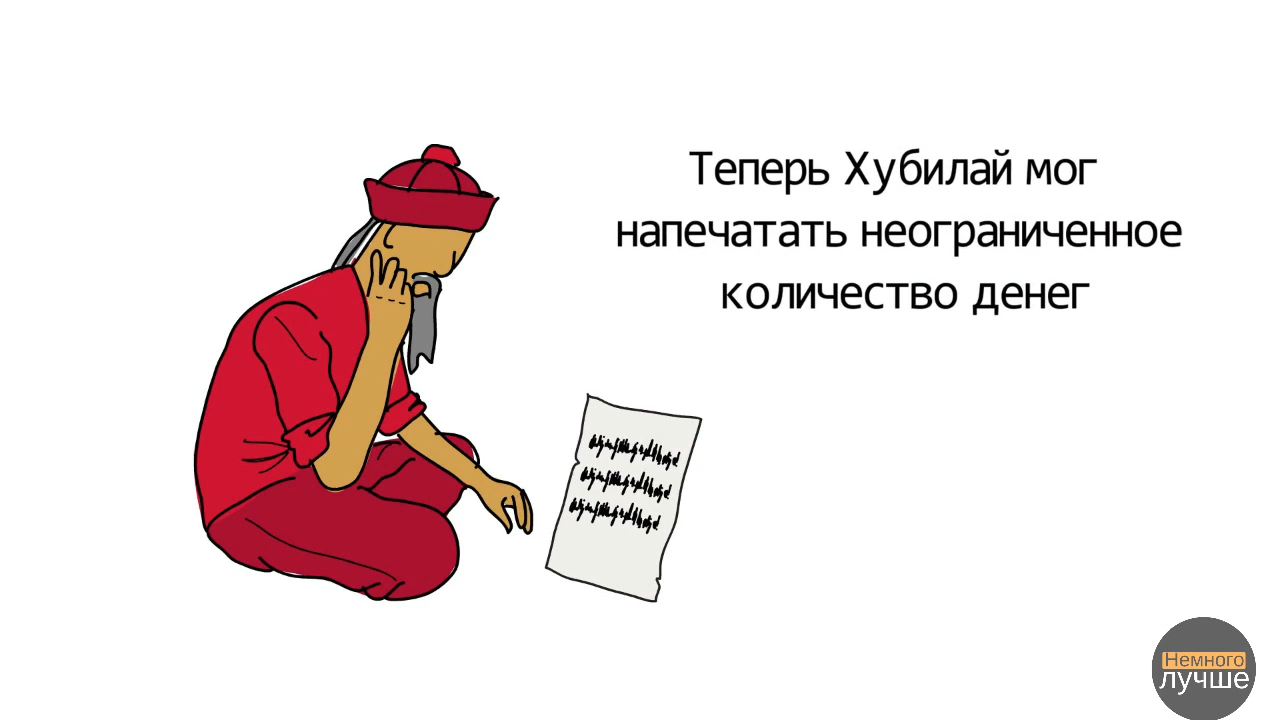 Теперь Хубилай мог
напечатать неограниченное
количество денег
Немного
лучше